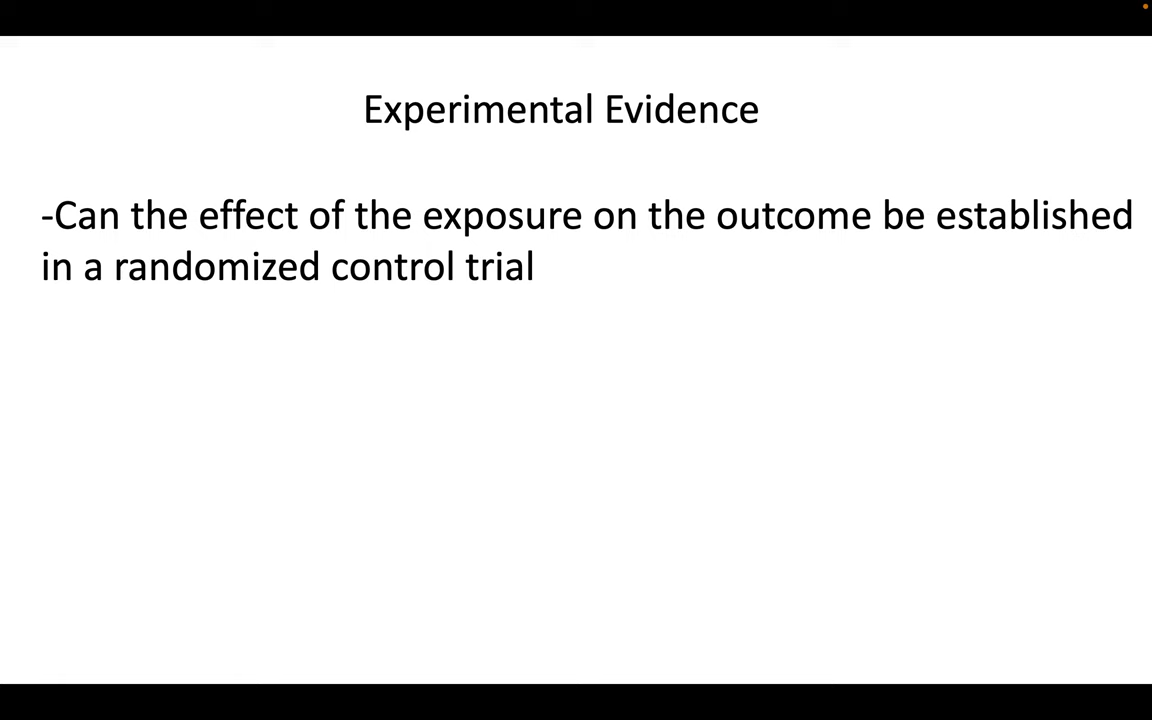 Experimental Evidence
-Can the effect of the exposure on the outcome be established
in a randomized control trial